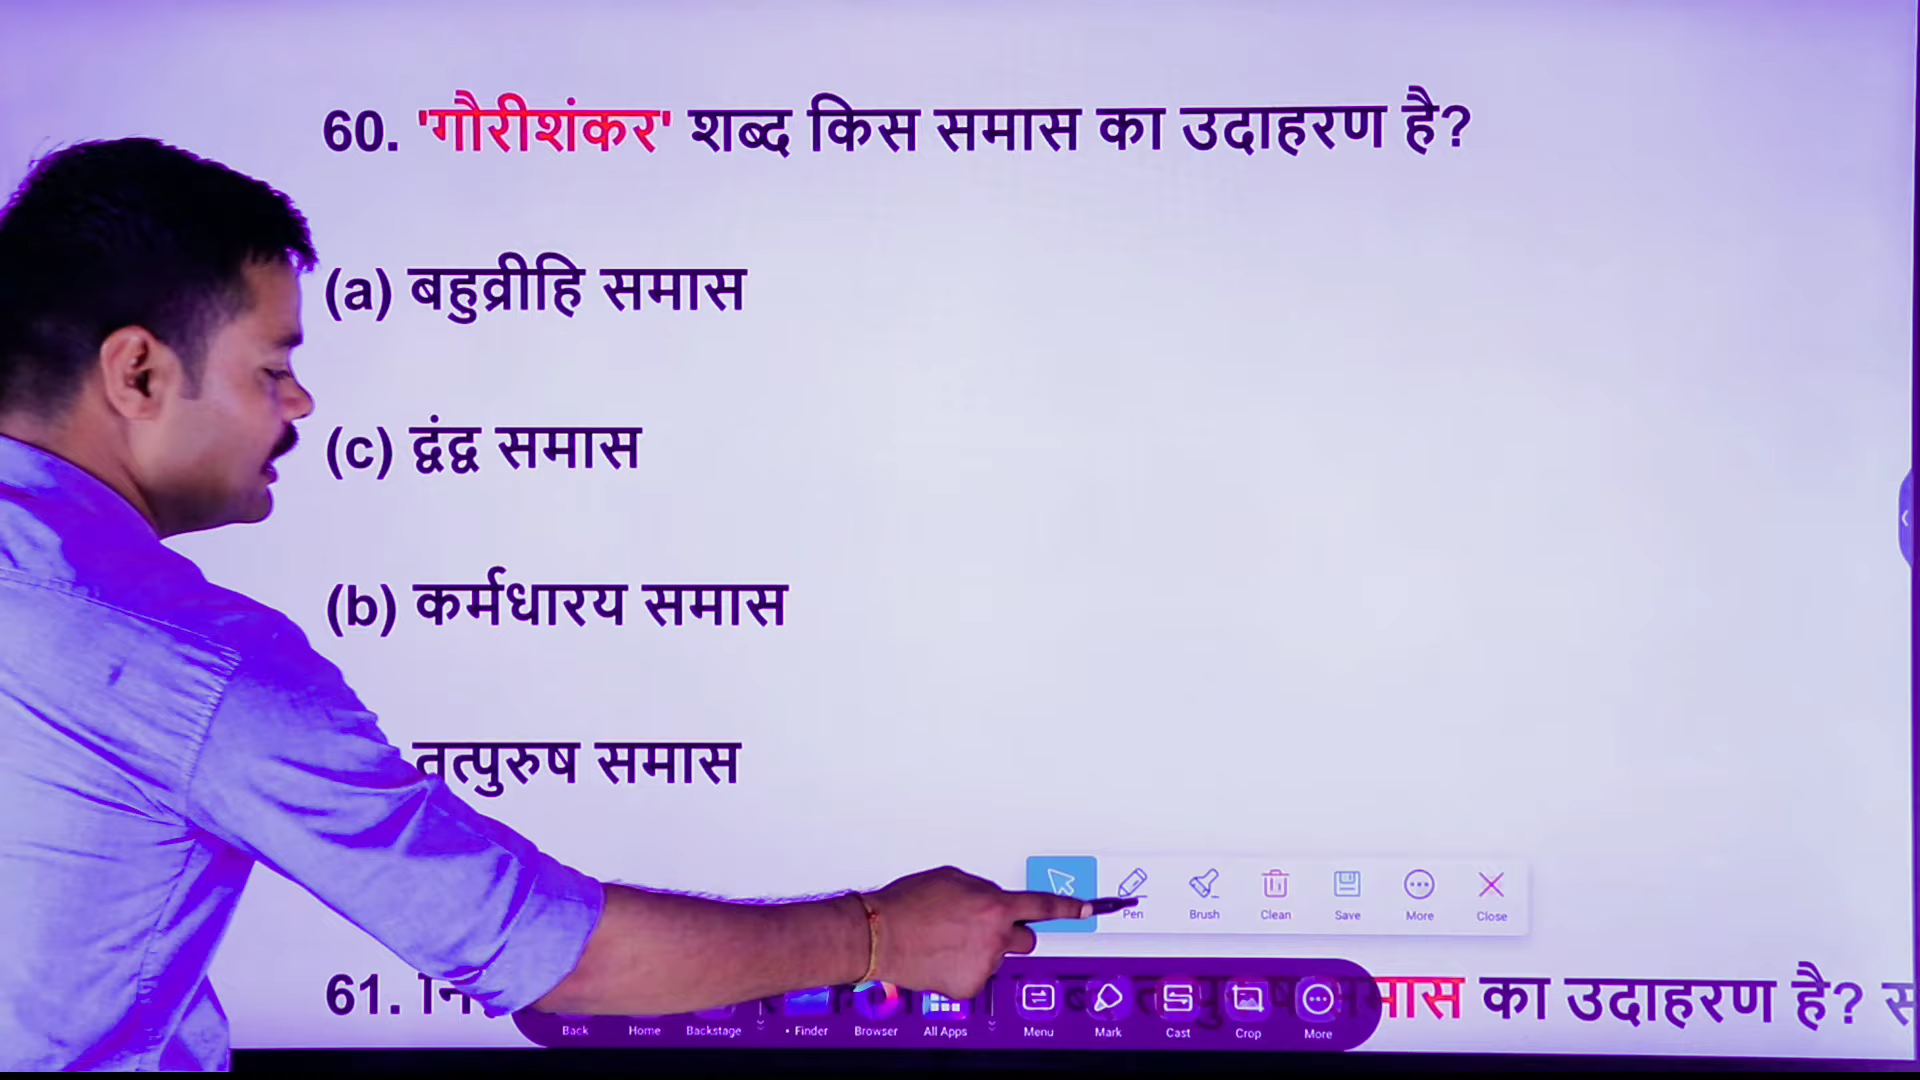 60. 'गौरीशंकर' शब्द किस समास का उदाहरण है?
(a) बहुव्रीहि समास
(c) द्वंद्व समास
(b) कर्मधारय समास
तत्पुरुष समास
Pen Brush Clean Save More Close
61. समास का उदाहरण है?
Back Home Backstage Finder Browser All Apps Menu Mark Cast Crop More